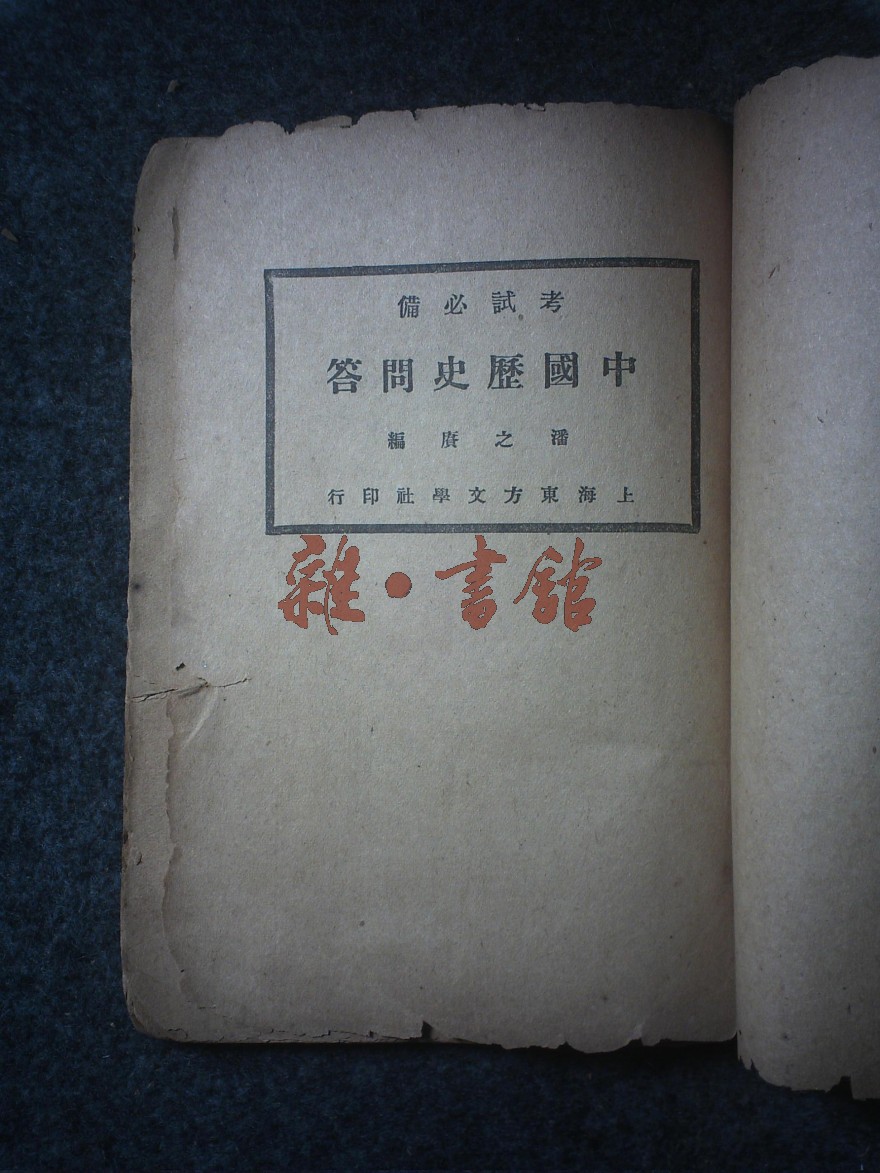 考試必備
中國歷史問答
潘之賡編
上海東方文學社印行
雜·書館